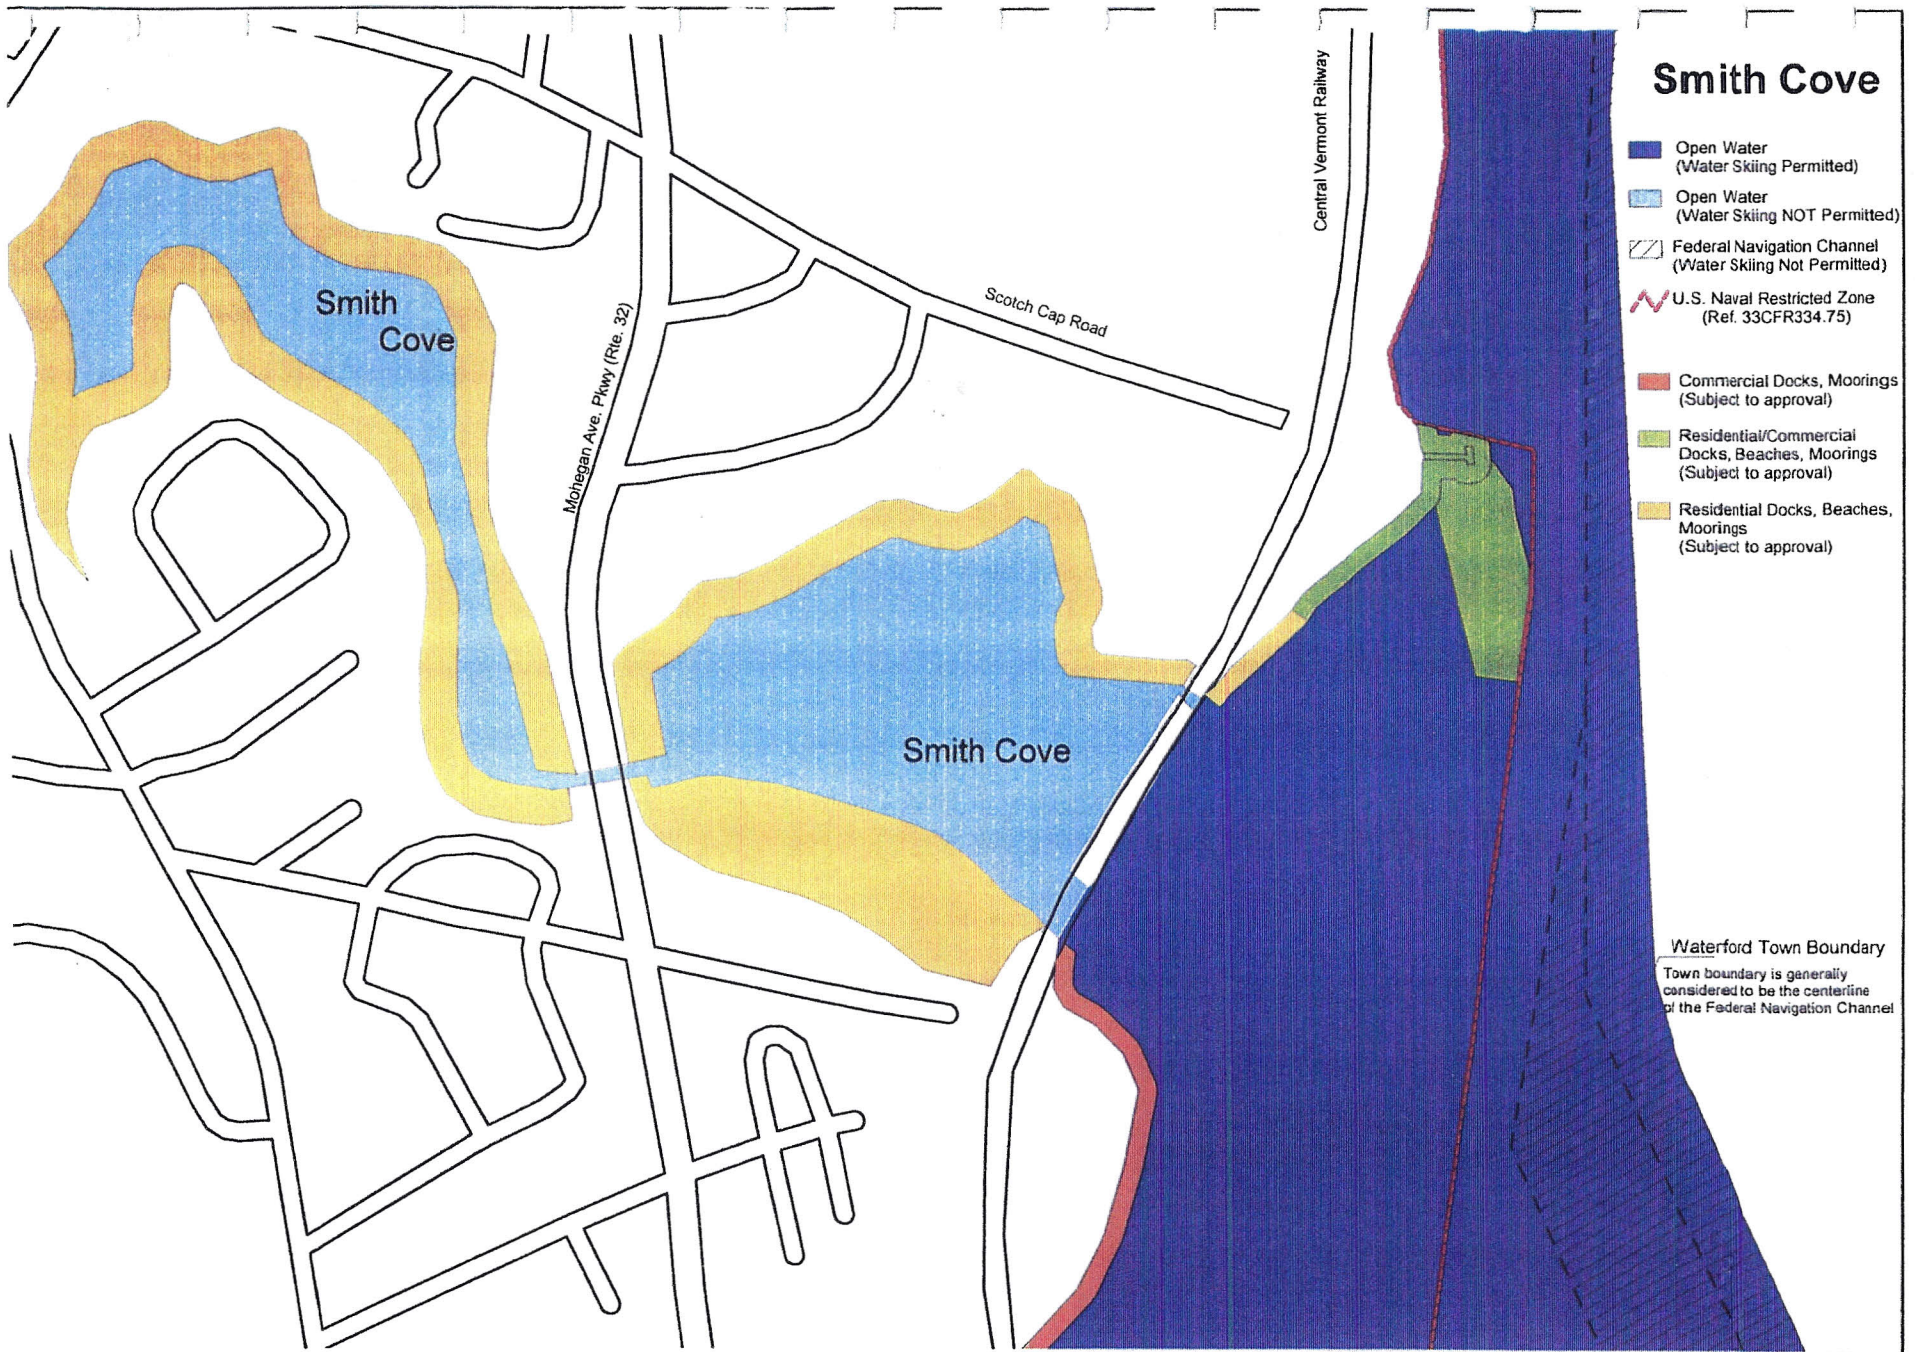 Smith Cove
Open Water
(Water Skiing Permitted)
Open Water
(Water Skiing NOT Permitted)
Federal Navigation Channel
(Water Skiing Not Permitted)
U.S. Naval Restricted Zone
(Ref. 33CFR334.75)
Commercial Docks, Moorings
(Subject to approval)
Residential/Commercial
Docks, Beaches, Moorings
(Subject to approval)
Residential Docks, Beaches,
Moorings
(Subject to approval)
Central Vermont Railway
Smith
Cove
Mohegan Ave. Pkwy (Rte. 32)
Scotch Cap Road
Smith Cove
Waterford Town Boundary
Town boundary is generally
considered to be the centerline
of the Federal Navigation Channel